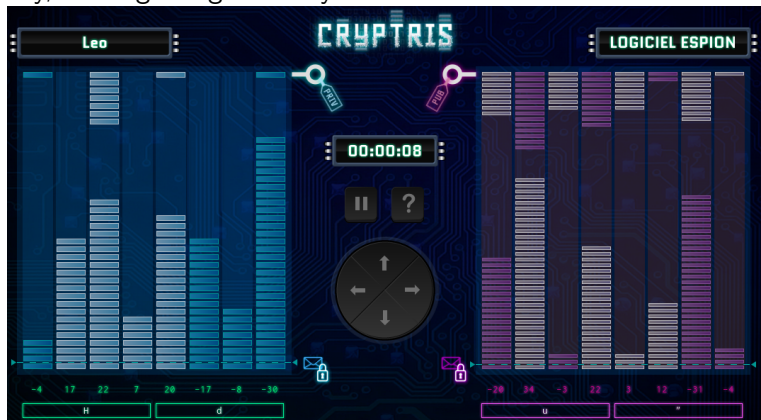 CRYPTRIS
Leo
LOGICIEL ESPION
PRIV
PUB
00:00:08
?
-4 17 22 7 20 -17 -8 -30
-20 34 -3 22 3 12 -31 -4
H d
u "